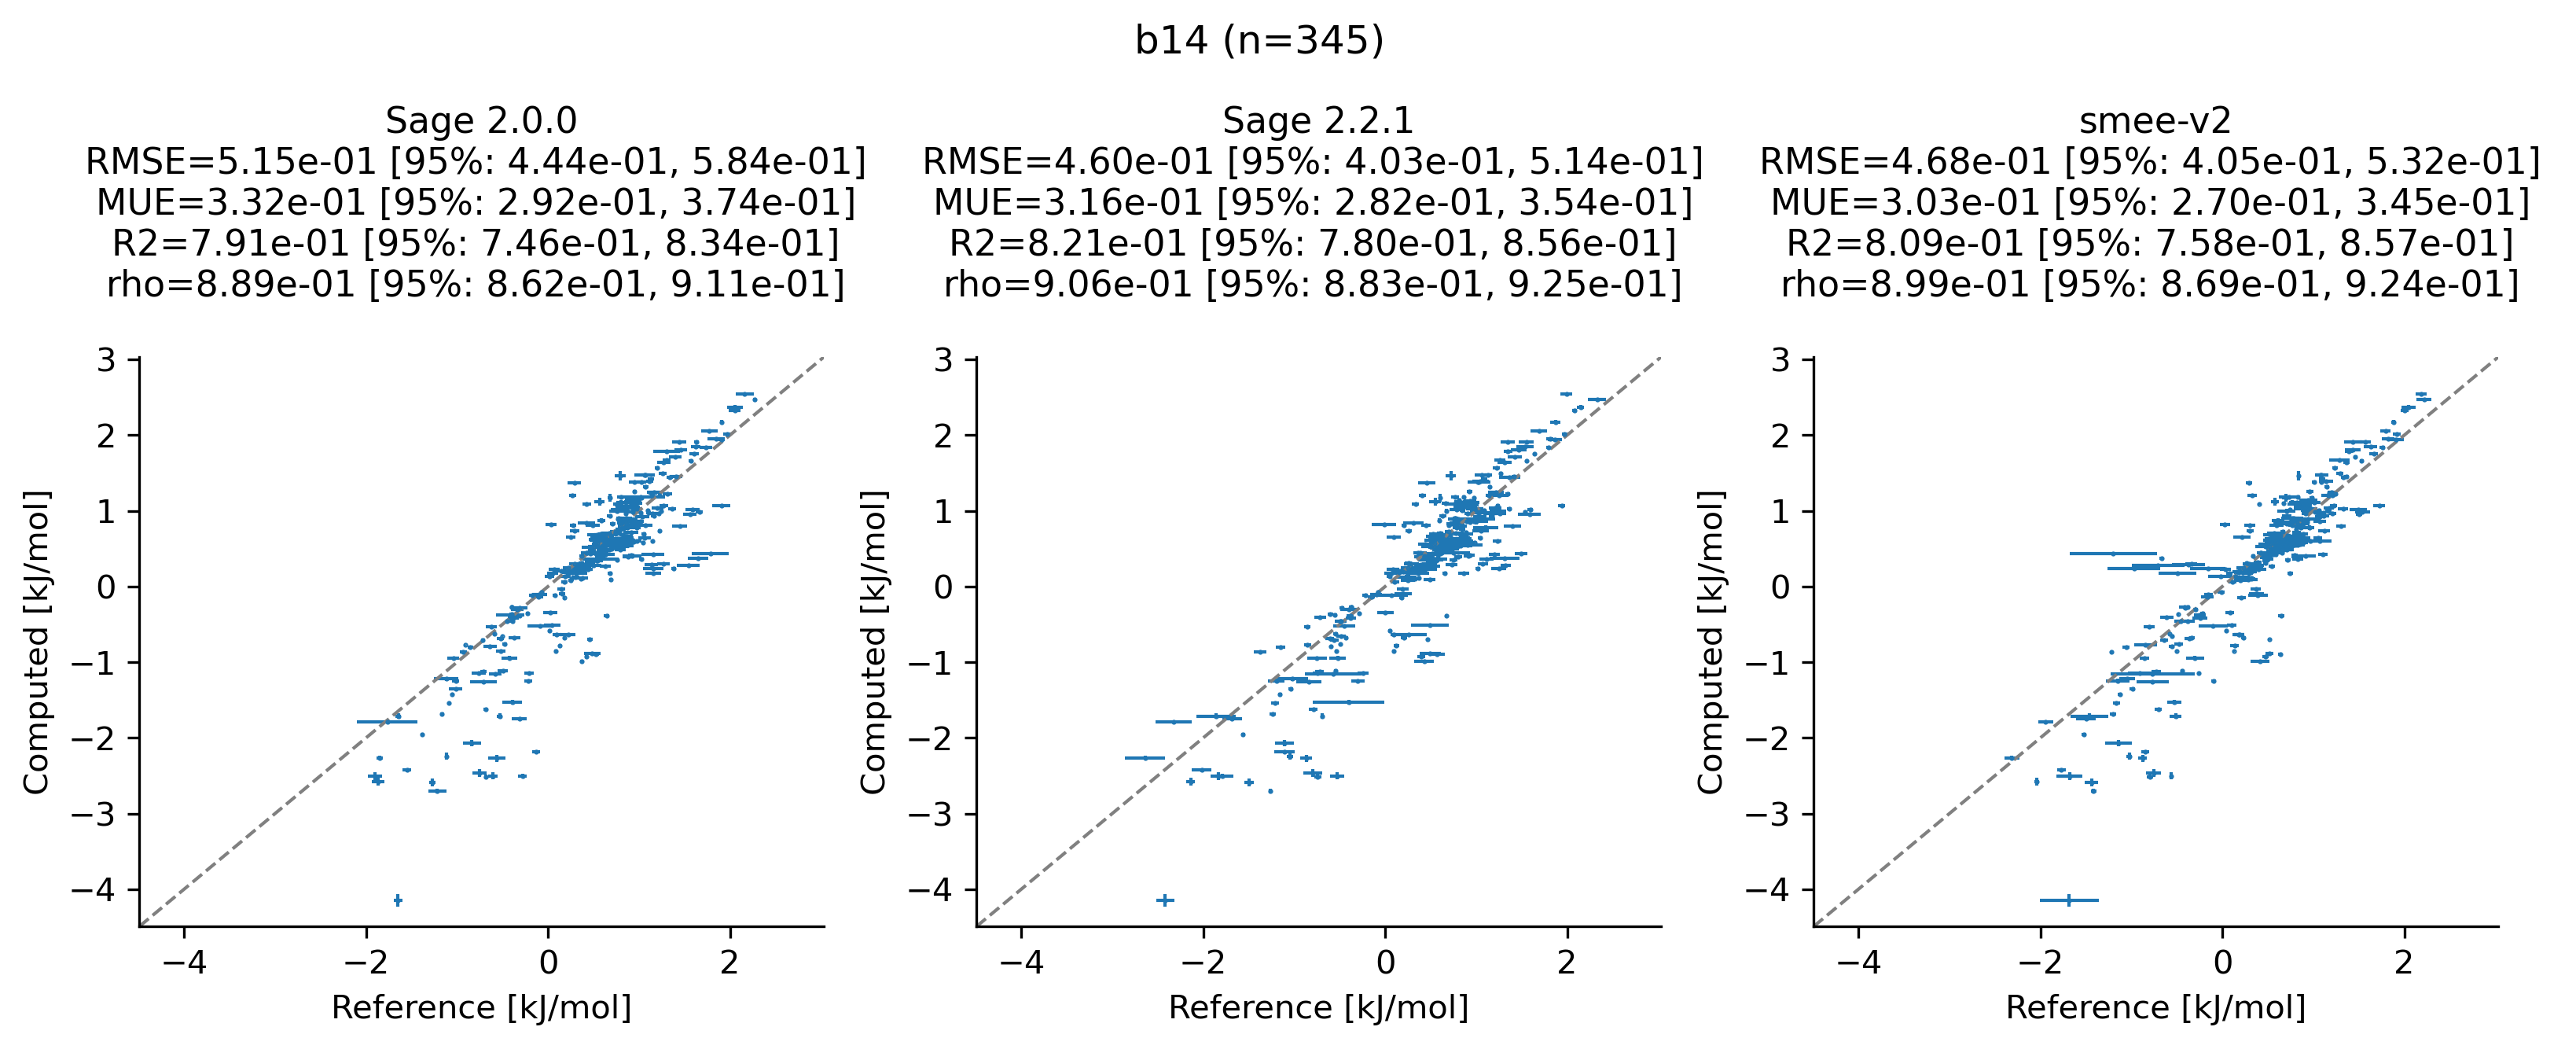 b14 (n=345)
Sage 2.0.0
RMSE=5.15e-01 [95%: 4.44e-01, 5.84e-01]
MUE=3.32e-01 [95%: 2.92e-01, 3.74e-01]
R2=7.91e-01 [95%: 7.46e-01, 8.34e-01]
rho=8.89e-01 [95%: 8.62e-01, 9.11e-01]
3
2
1
0
−1
−2
−3
−4
Computed [kJ/mol]
−4
−2
0
2
Reference [kJ/mol]
Sage 2.2.1
RMSE=4.60e-01 [95%: 4.03e-01, 5.14e-01]
MUE=3.16e-01 [95%: 2.82e-01, 3.54e-01]
R2=8.21e-01 [95%: 7.80e-01, 8.56e-01]
rho=9.06e-01 [95%: 8.83e-01, 9.25e-01]
3
2
1
0
−1
−2
−3
−4
Computed [kJ/mol]
−4
−2
0
2
Reference [kJ/mol]
smee-v2
RMSE=4.68e-01 [95%: 4.05e-01, 5.32e-01]
MUE=3.03e-01 [95%: 2.70e-01, 3.45e-01]
R2=8.09e-01 [95%: 7.58e-01, 8.57e-01]
rho=8.99e-01 [95%: 8.69e-01, 9.24e-01]
3
2
1
0
−1
−2
−3
−4
Computed [kJ/mol]
−4
−2
0
2
Reference [kJ/mol]